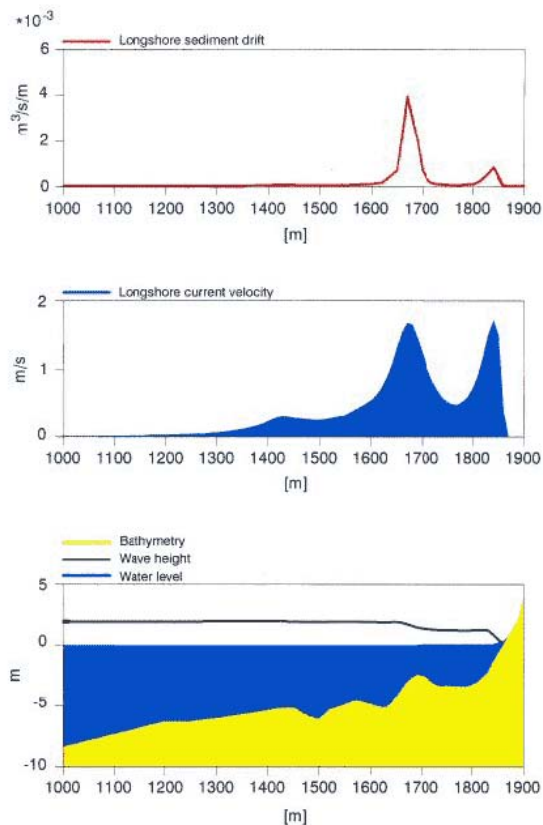 *10⁻³
Longshore sediment drift
6
4
2
0
m³/s/m
1000 1100 1200 1300 1400 1500 1600 1700 1800 1900
[m]
Longshore current velocity
2
1
0
m/s
1000 1100 1200 1300 1400 1500 1600 1700 1800 1900
[m]
Bathymetry
Wave height
Water level
5
0
-5
-10
m
1000 1100 1200 1300 1400 1500 1600 1700 1800 1900
[m]